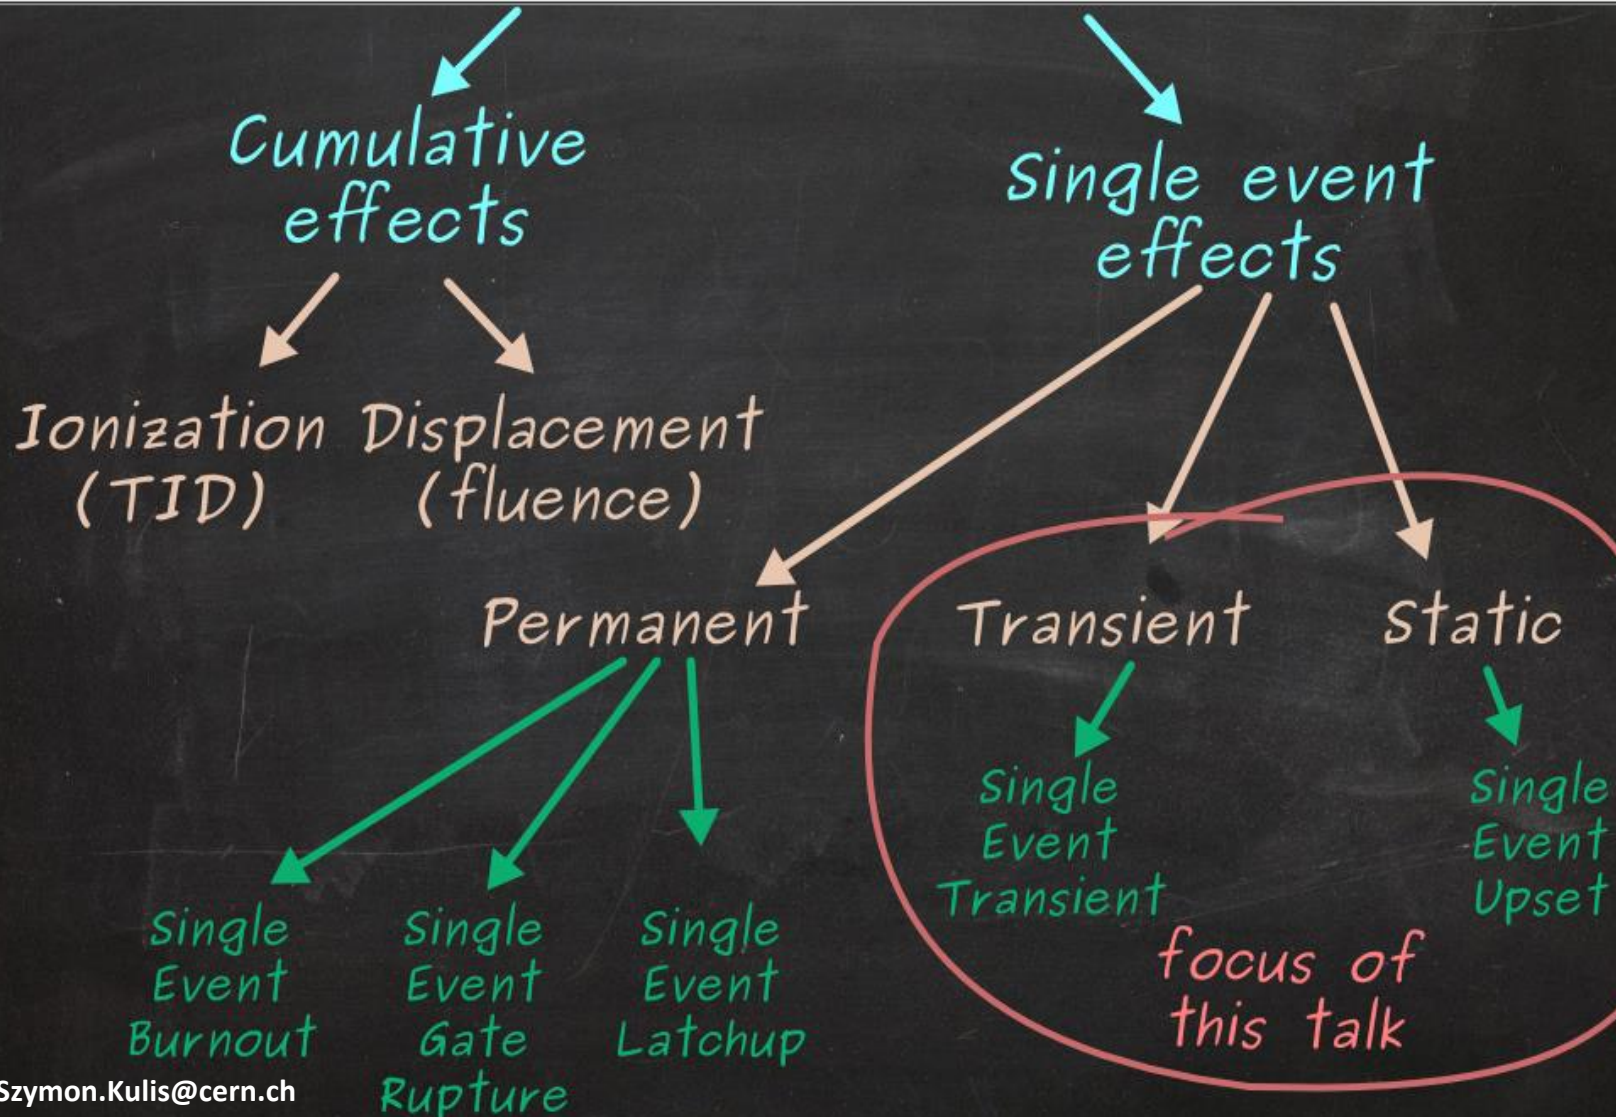 Cumulative
effects
Single event
effects
Ionization
(TID)
Displacement
(fluence)
Permanent
Transient
Static
Single
Event
Transient
Single
Event
Upset
Single
Event
Burnout
Single
Event
Gate
Rupture
Single
Event
Latchup
focus of
this talk
Szymon.Kulis@cern.ch